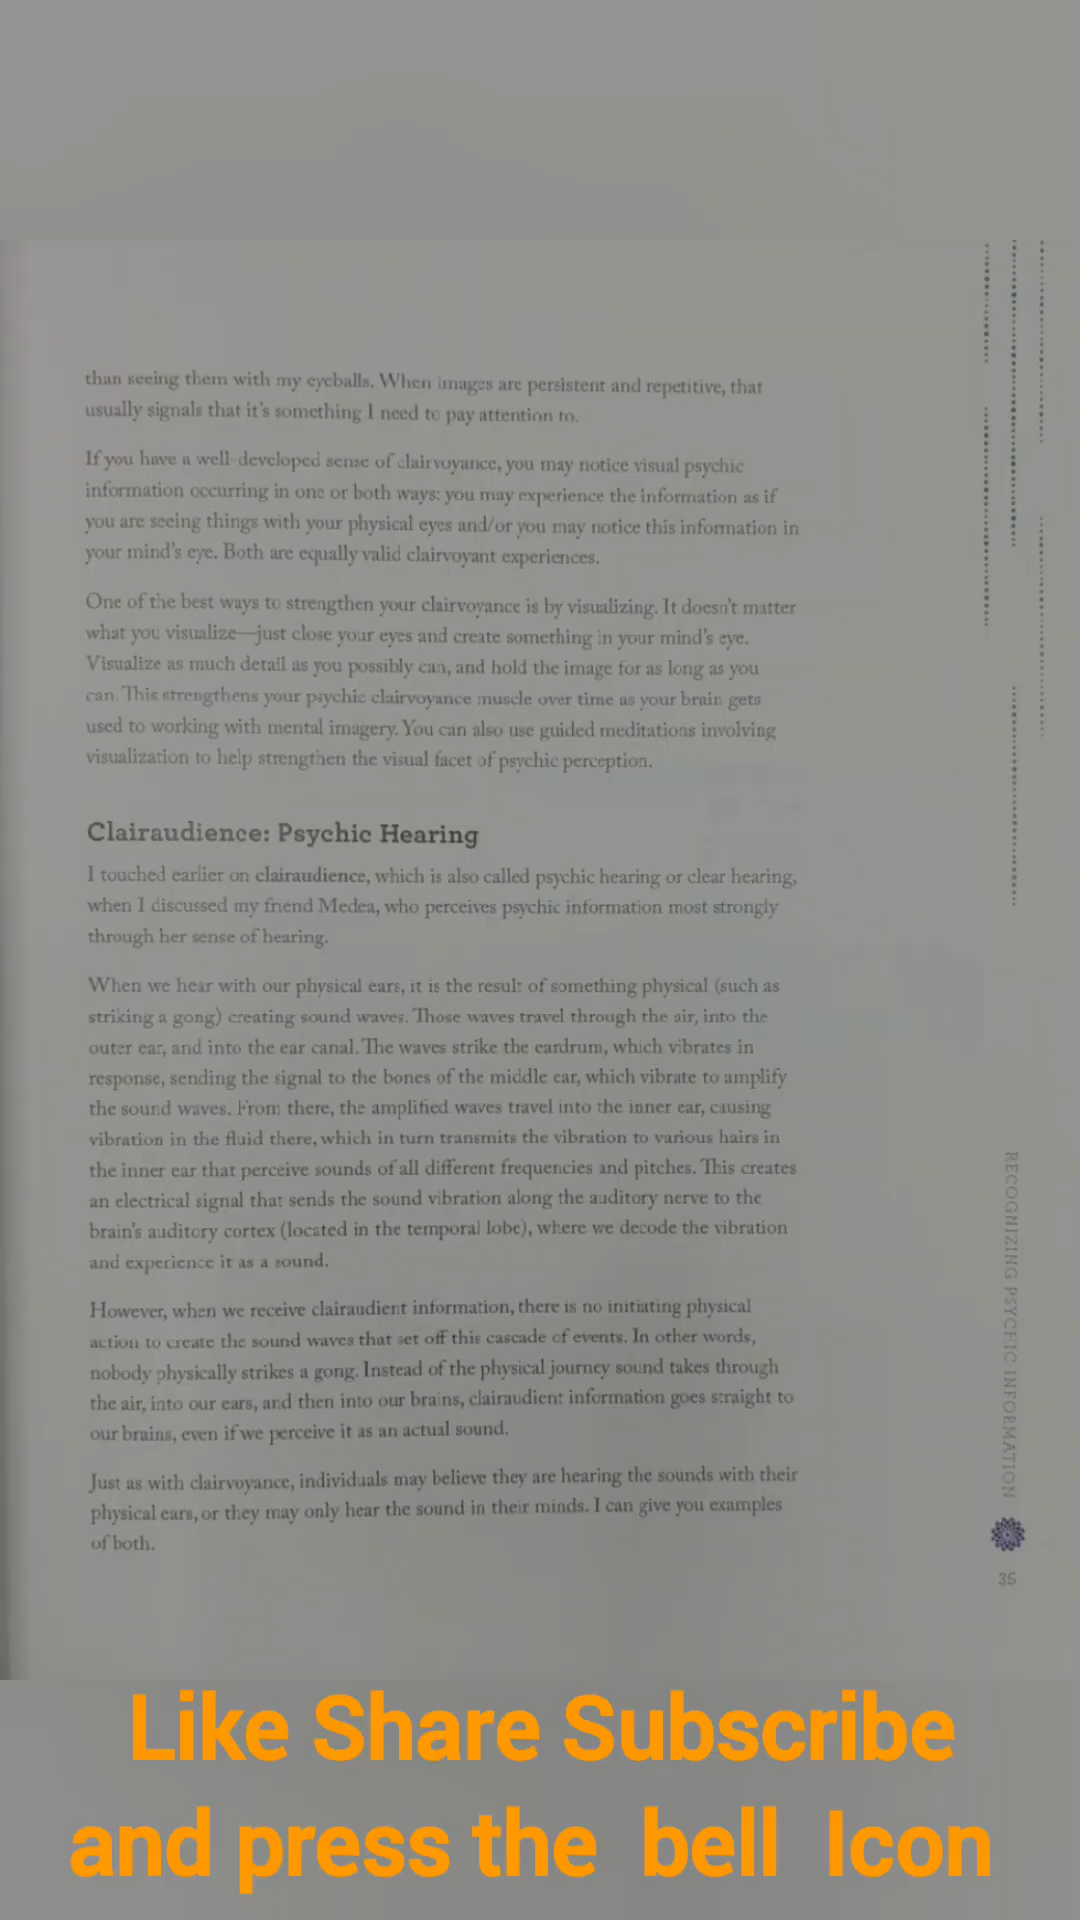 than seeing them with my eyeballs. When images are persistent and repetitive, that
usually signals that it's something I need to pay attention to.
If you have a well-developed sense of clairvoyance, you may notice visual psychic
information occurring in one or both ways: you may experience the information as if
you are seeing things with your physical eyes and/or you may notice this information in
your mind's eye. Both are equally valid clairvoyant experiences.
One of the best ways to strengthen your clairvoyance is by visualizing. It doesn't matter
what you visualize—just close your eyes and create something in your mind's eye.
Visualize as much detail as you possibly can, and hold the image for as long as you
can. This strengthens your psychic clairvoyance muscle over time as your brain gets
used to working with mental imagery. You can also use guided meditations involving
visualization to help strengthen the visual facet of psychic perception.
Clairaudience: Psychic Hearing
I touched earlier on clairaudience, which is also called psychic hearing or clear hearing,
when I discussed my friend Medea, who perceives psychic information most strongly
through her sense of hearing.
When we hear with our physical ears, it is the result of something physical (such as
striking a gong) creating sound waves. Those waves travel through the air, into the
outer ear, and into the ear canal. The waves strike the eardrum, which vibrates in
response, sending the signal to the bones of the middle ear, which vibrate to amplify
the sound waves. From there, the amplified waves travel into the inner ear, causing
vibration in the fluid there, which in turn transmits the vibration to various hairs in
the inner ear that perceive sounds of all different frequencies and pitches. This creates
an electrical signal that sends the sound vibration along the auditory nerve to the
brain's auditory cortex (located in the temporal lobe), where we decode the vibration
and experience it as a sound.
However, when we receive clairaudient information, there is no initiating physical
action to create the sound waves that set off this cascade of events. In other words,
nobody physically strikes a gong. Instead of the physical journey sound takes through
the air, into our ears, and then into our brains, clairaudient information goes straight to
our brains, even if we perceive it as an actual sound.
Just as with clairvoyance, individuals may believe they are hearing the sounds with their
physical ears, or they may only hear the sound in their minds. I can give you examples
of both.
RECOGNIZING PSYCHIC INFORMATION
35
Like Share Subscribe
and press the bell Icon